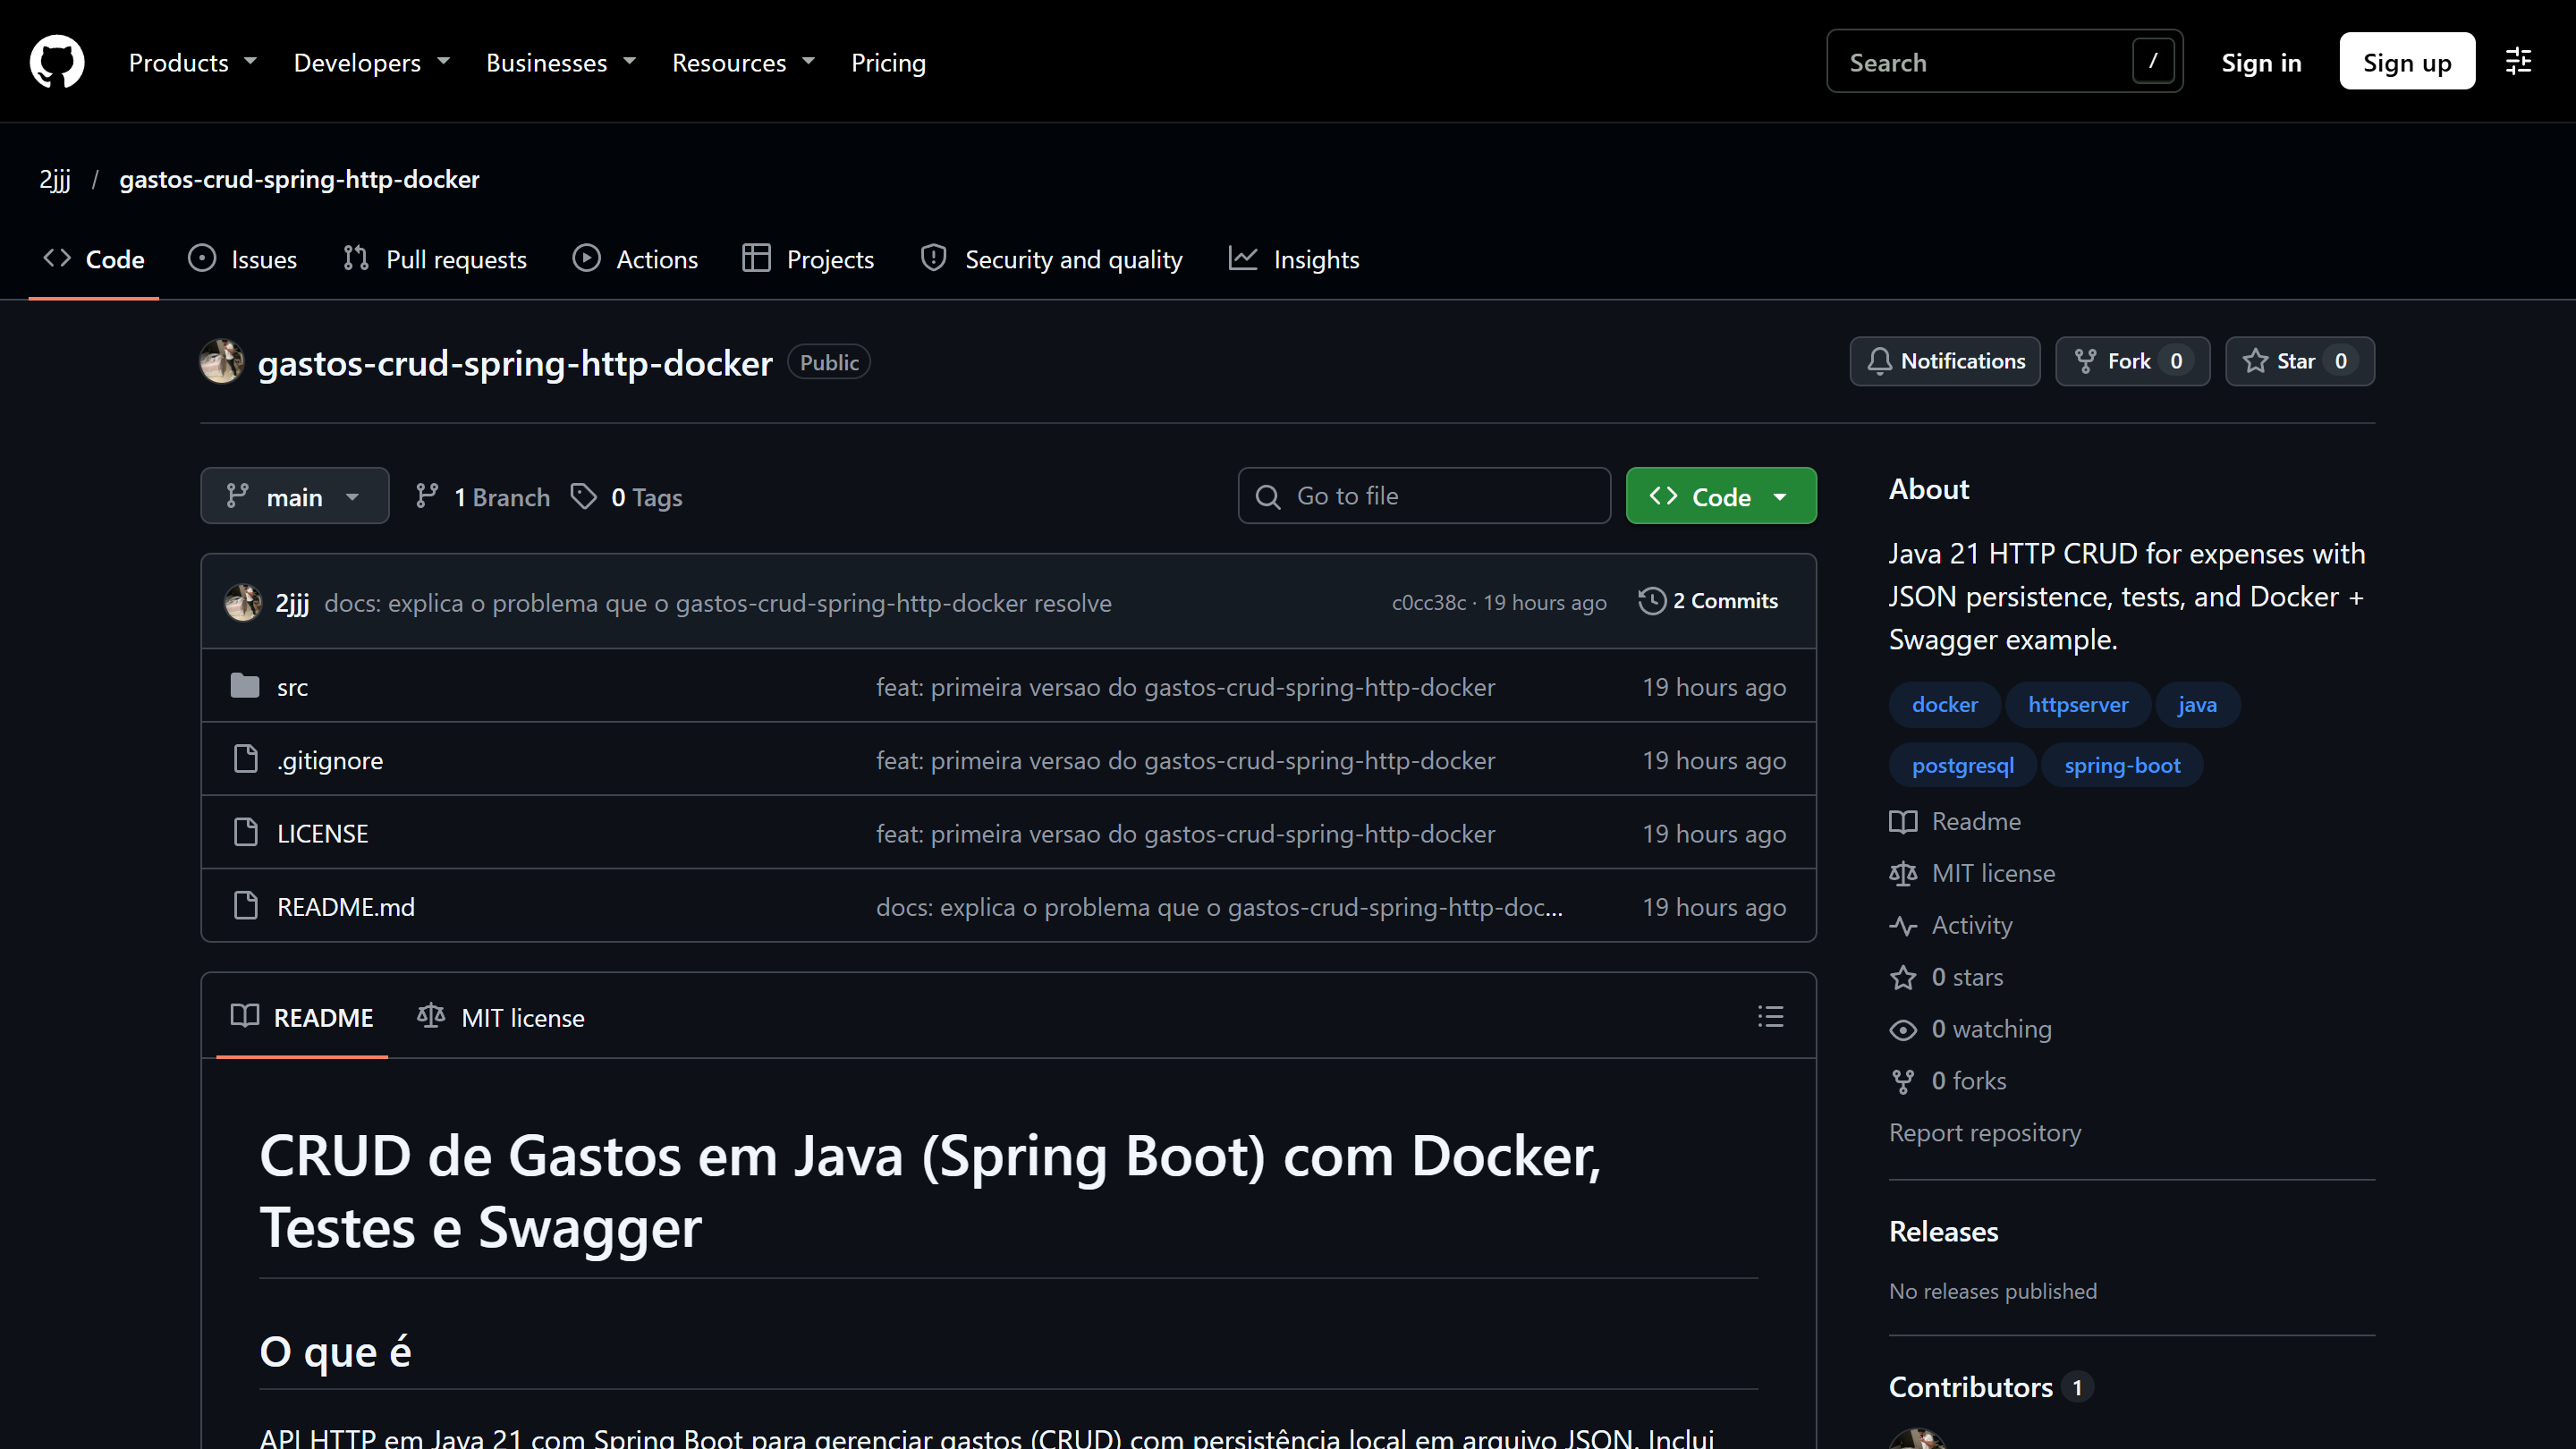 Products Developers Businesses Resources Pricing Search / Sign in Sign up
2jjj / gastos-crud-spring-http-docker
Code Issues Pull requests Actions Projects Security and quality Insights
gastos-crud-spring-http-docker Public Notifications Fork 0 Star 0
main 1 Branch 0 Tags Go to file Code
2jjj docs: explica o problema que o gastos-crud-spring-http-docker resolve c0cc38c · 19 hours ago 2 Commits
src feat: primeira versao do gastos-crud-spring-http-docker 19 hours ago
.gitignore feat: primeira versao do gastos-crud-spring-http-docker 19 hours ago
LICENSE feat: primeira versao do gastos-crud-spring-http-docker 19 hours ago
README.md docs: explica o problema que o gastos-crud-spring-http-doc... 19 hours ago
README MIT license
CRUD de Gastos em Java (Spring Boot) com Docker,
Testes e Swagger
O que é
API HTTP em Java 21 com Spring Boot para gerenciar gastos (CRUD) com persistência local em arquivo JSON. Inclui
About
Java 21 HTTP CRUD for expenses with
JSON persistence, tests, and Docker +
Swagger example.
docker httpserver java
postgresql spring-boot
Readme
MIT license
Activity
0 stars
0 watching
0 forks
Report repository
Releases
No releases published
Contributors 1